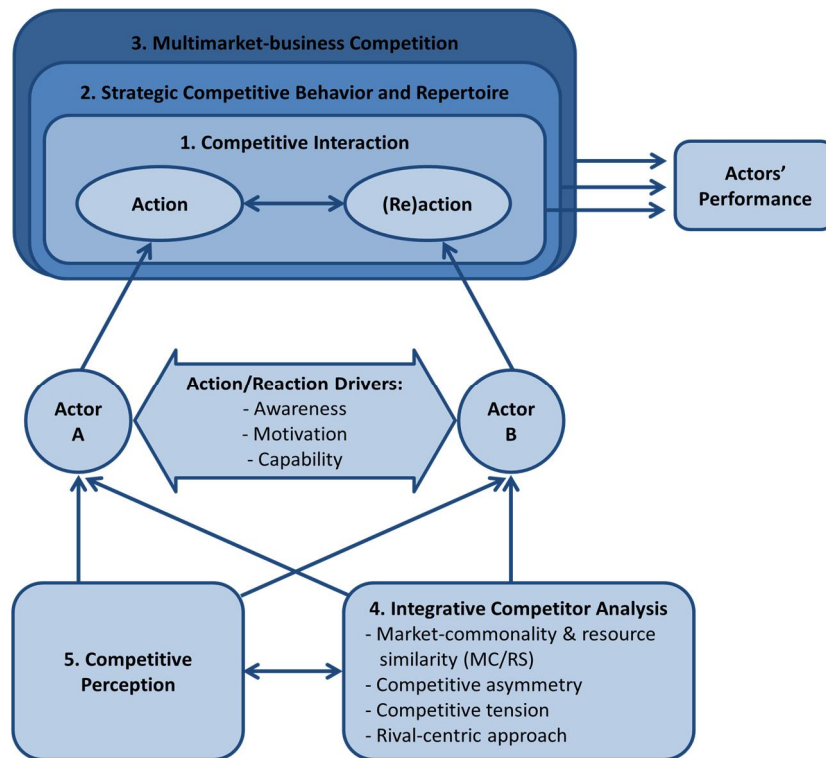 3. Multimarket-business Competition
2. Strategic Competitive Behavior and Repertoire
1. Competitive Interaction
Action
(Re)action
Actors'
Performance
Actor
A
Action/Reaction Drivers:
- Awareness
- Motivation
- Capability
Actor
B
5. Competitive
Perception
4. Integrative Competitor Analysis
- Market-commonality & resource
similarity (MC/RS)
- Competitive asymmetry
- Competitive tension
- Rival-centric approach